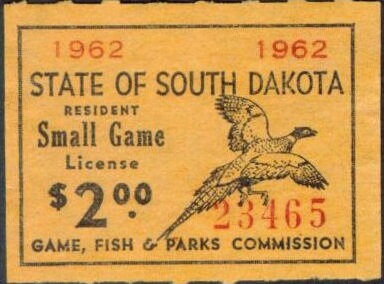 1962 1962
STATE OF SOUTH DAKOTA
RESIDENT
Small Game
License
$2.00
23465
GAME, FISH & PARKS COMMISSION